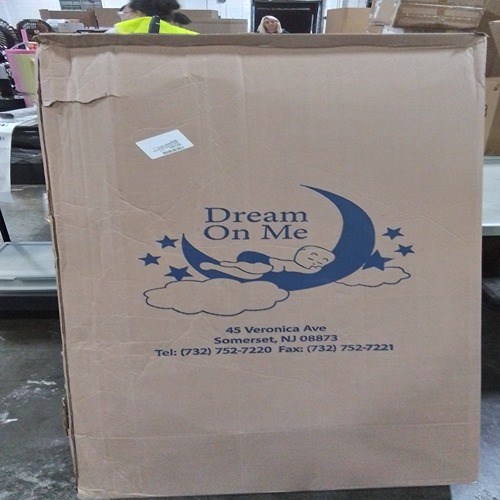 Dream
On Me
45 Veronica Ave
Somerset, NJ 08873
Tel: (732) 752-7220 Fax: (732) 752-7221